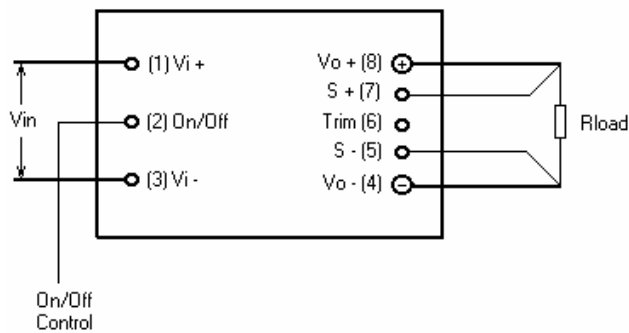 (1) Vi +
Vo + (8)
S + (7)
Vin
(2) On/Off
Trim (6)
Rload
S - (5)
(3) Vi -
Vo - (4)
On/Off
Control